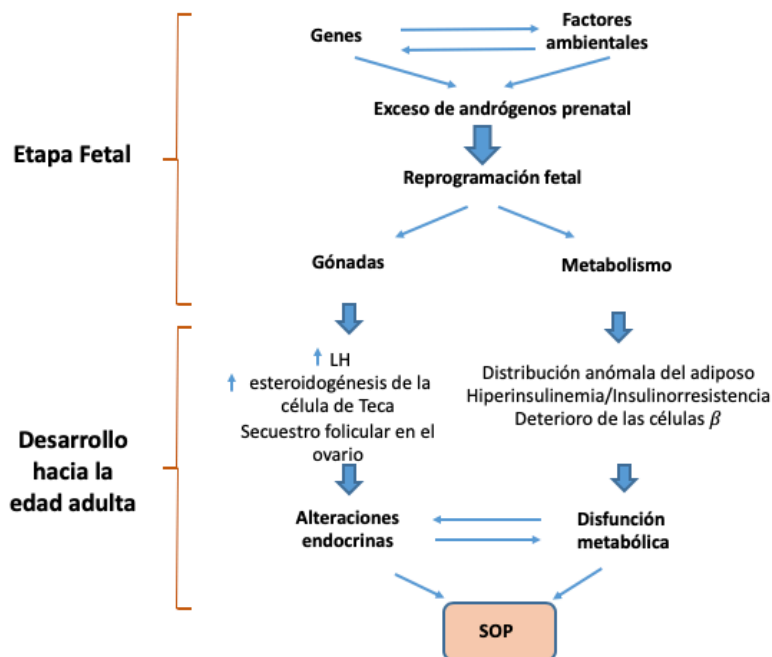 Genes
Factores
ambientales
Exceso de andrógenos prenatal
Etapa Fetal
Reprogramación fetal
Gónadas
Metabolismo
LH
esteroidogénesis de la
célula de Teca
Secuestro folicular en el
ovario
Distribución anómala del adiposo
Hiperinsulinemia/Insulinorresistencia
Deterioro de las células β
Desarrollo
hacia la
edad adulta
Alteraciones
endocrinas
Disfunción
metabólica
SOP